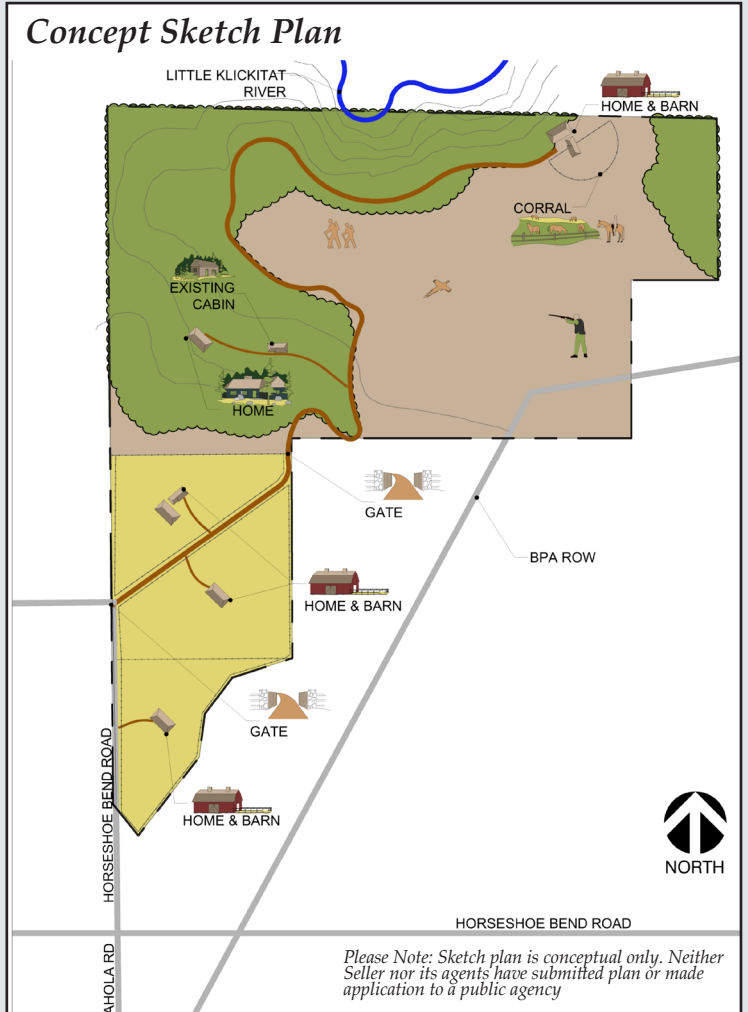 Concept Sketch Plan
LITTLE KLICKITAT
RIVER
HOME & BARN
CORRAL
EXISTING
CABIN
HOME
GATE
BPA ROW
HOME & BARN
GATE
HORSESHOE BEND ROAD
HOME & BARN
NORTH
HORSESHOE BEND ROAD
AHOLA RD
Please Note: Sketch plan is conceptual only. Neither
Seller nor its agents have submitted plan or made
application to a public agency